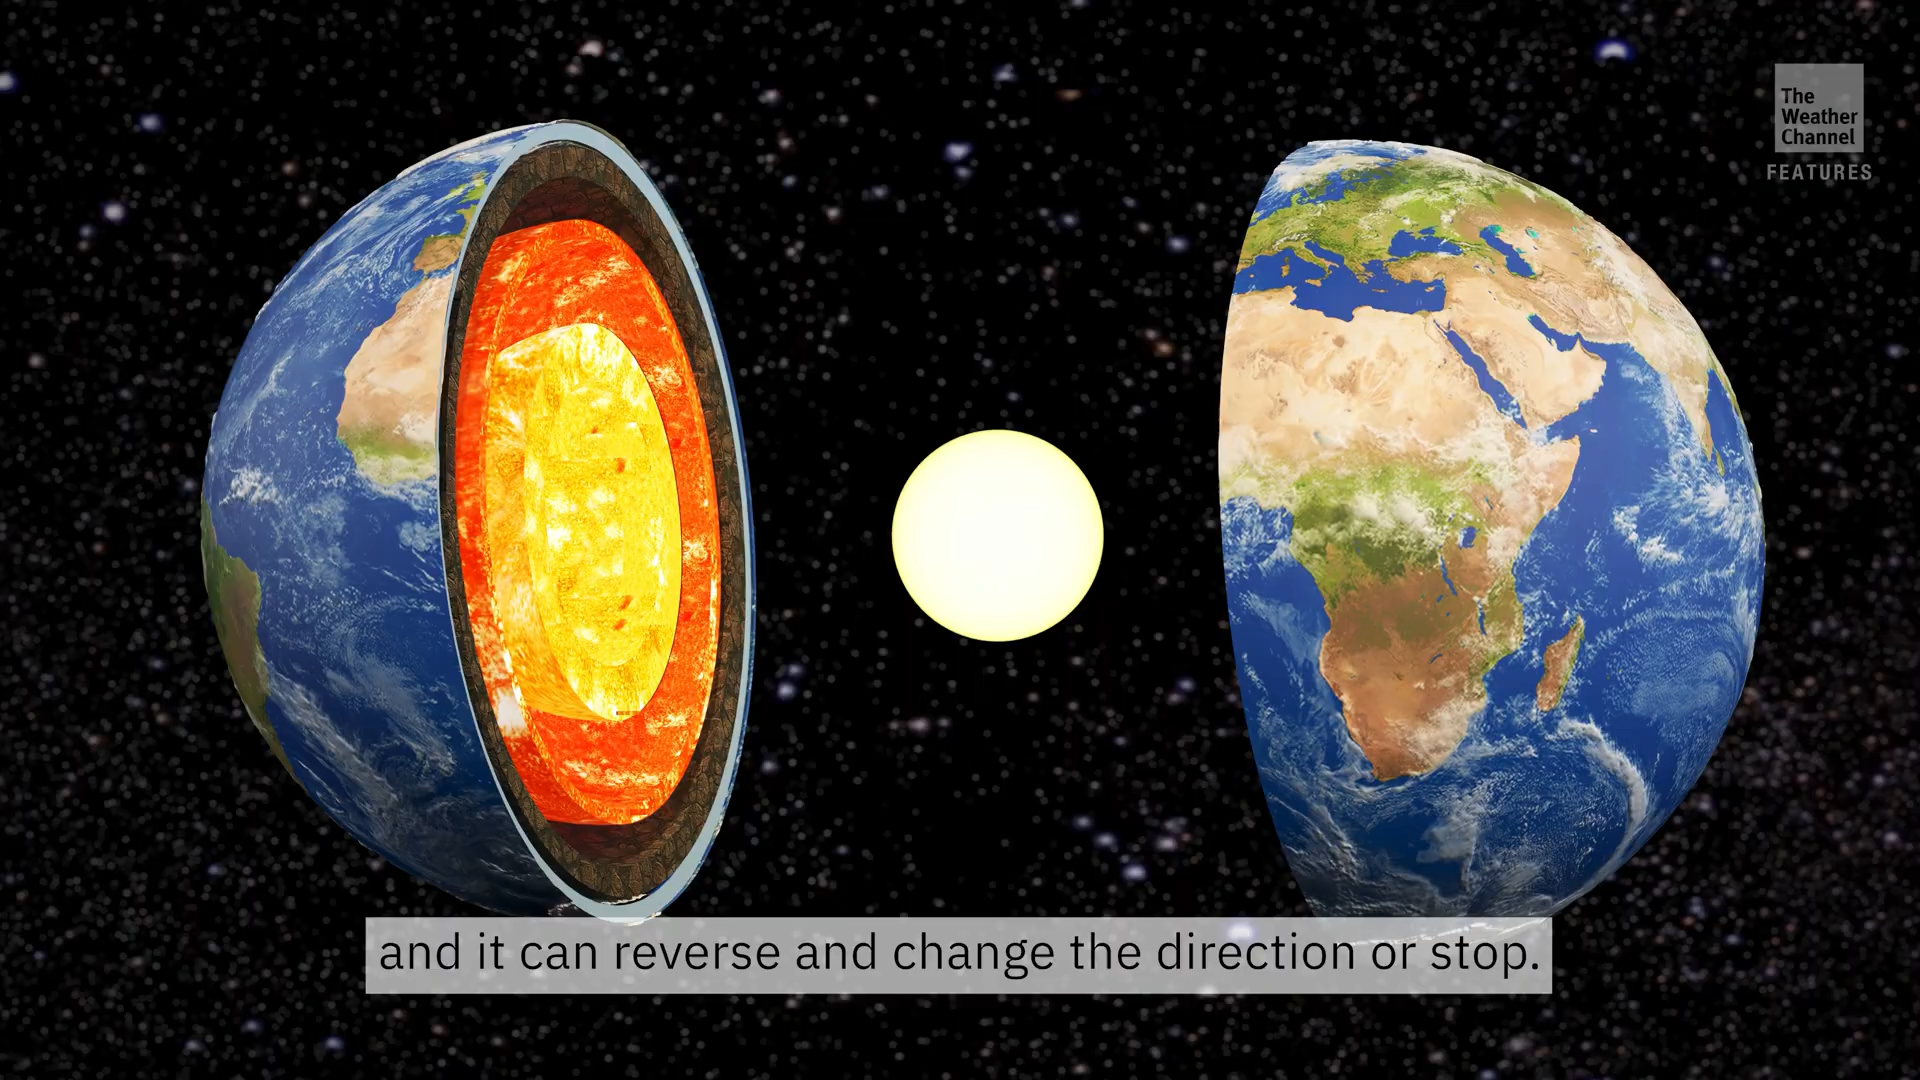 The
Weather
Channel
FEATURES
and it can reverse and change the direction or stop.